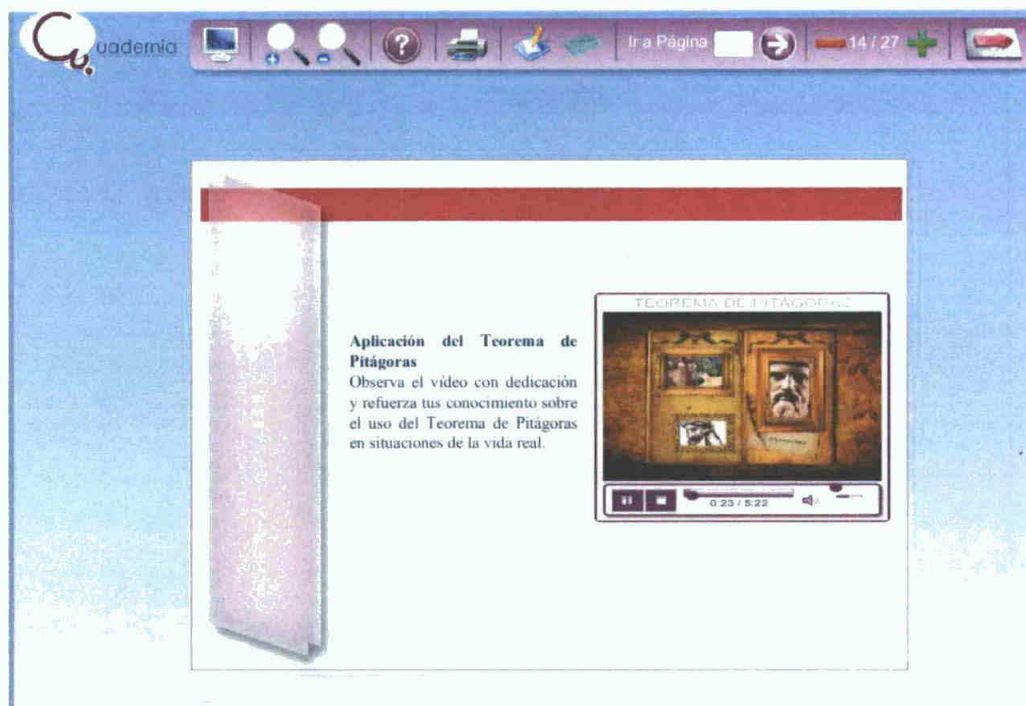 Cuadernia
Ir a Página
14 / 27
TEOREMA DE PITÁGORAS
Aplicación del Teorema de
Pitágoras
Observa el vídeo con dedicación
y refuerza tus conocimiento sobre
el uso del Teorema de Pitágoras
en situaciones de la vida real.
0:23 / 5:22